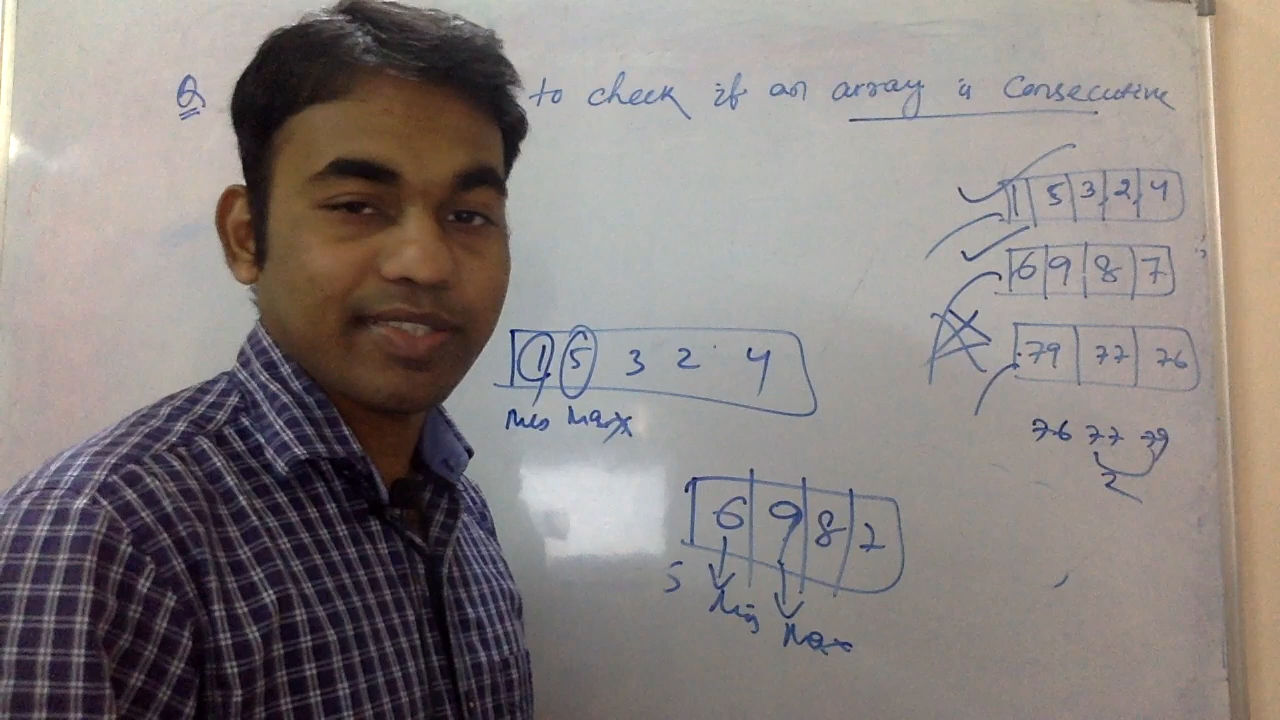 Q to check if an array is Consecutive
1 5 3 2 4
6 9 8 7
79 77 76
76 77 79
2
1 5 3 2 4
Min Max
6 9 8 7
5
Min Max